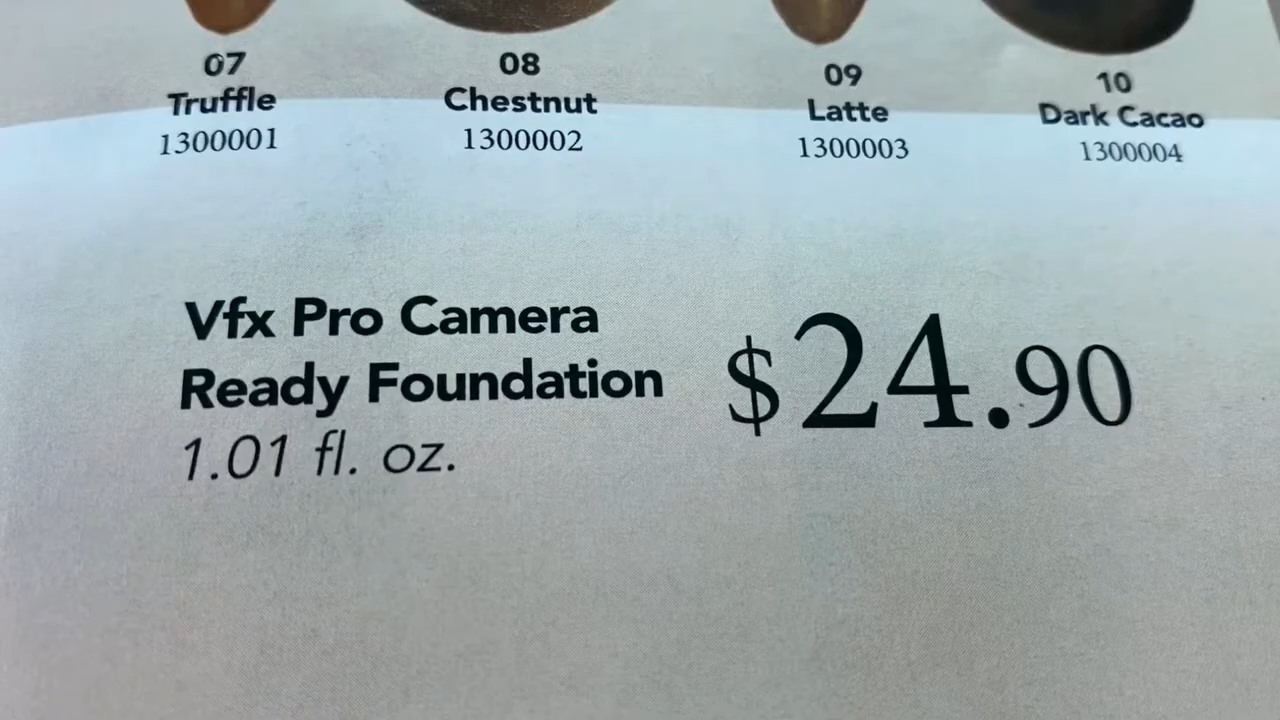 07 08 09 10
Truffle Chestnut Latte Dark Cacao
1300001 1300002 1300003 1300004
Vfx Pro Camera
Ready Foundation
1.01 fl. oz.
$24.90